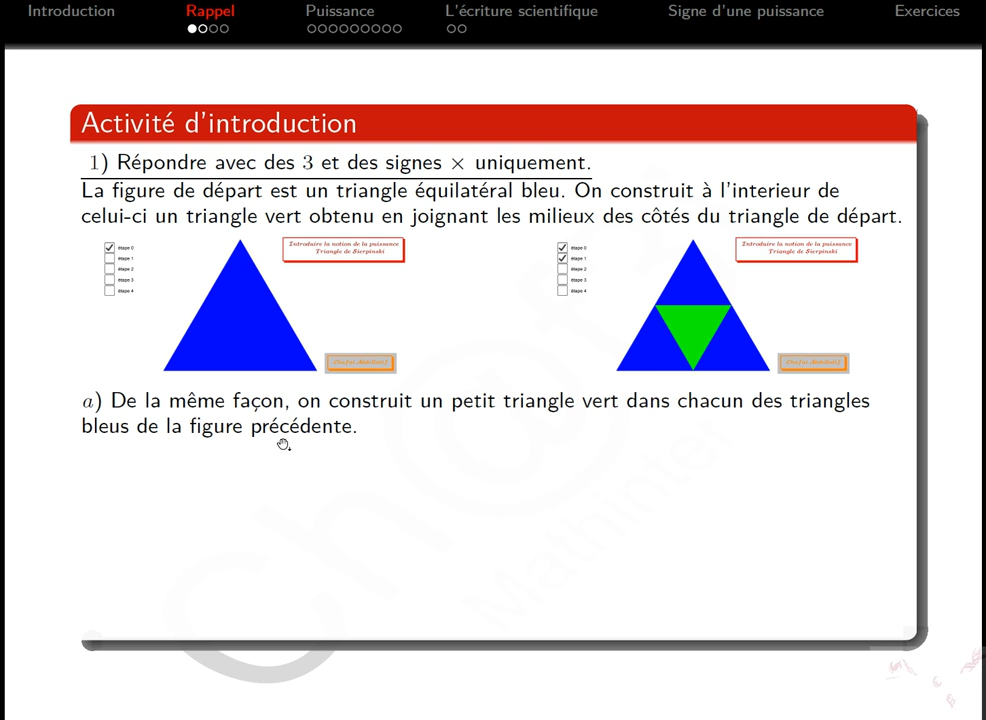 Introduction Rappel Puissance L'écriture scientifique Signe d'une puissance Exercices
Activité d'introduction
1) Répondre avec des 3 et des signes × uniquement.
La figure de départ est un triangle équilatéral bleu. On construit à l'interieur de
celui-ci un triangle vert obtenu en joignant les milieux des côtés du triangle de départ.
étape 0
étape 1
étape 2
étape 3
étape 4
Introduire la notion de la puissance
Triangle de Sierpinski
étape 0
étape 1
étape 2
étape 3
étape 4
Introduire la notion de la puissance
Triangle de Sierpinski
a) De la même façon, on construit un petit triangle vert dans chacun des triangles
bleus de la figure précédente.